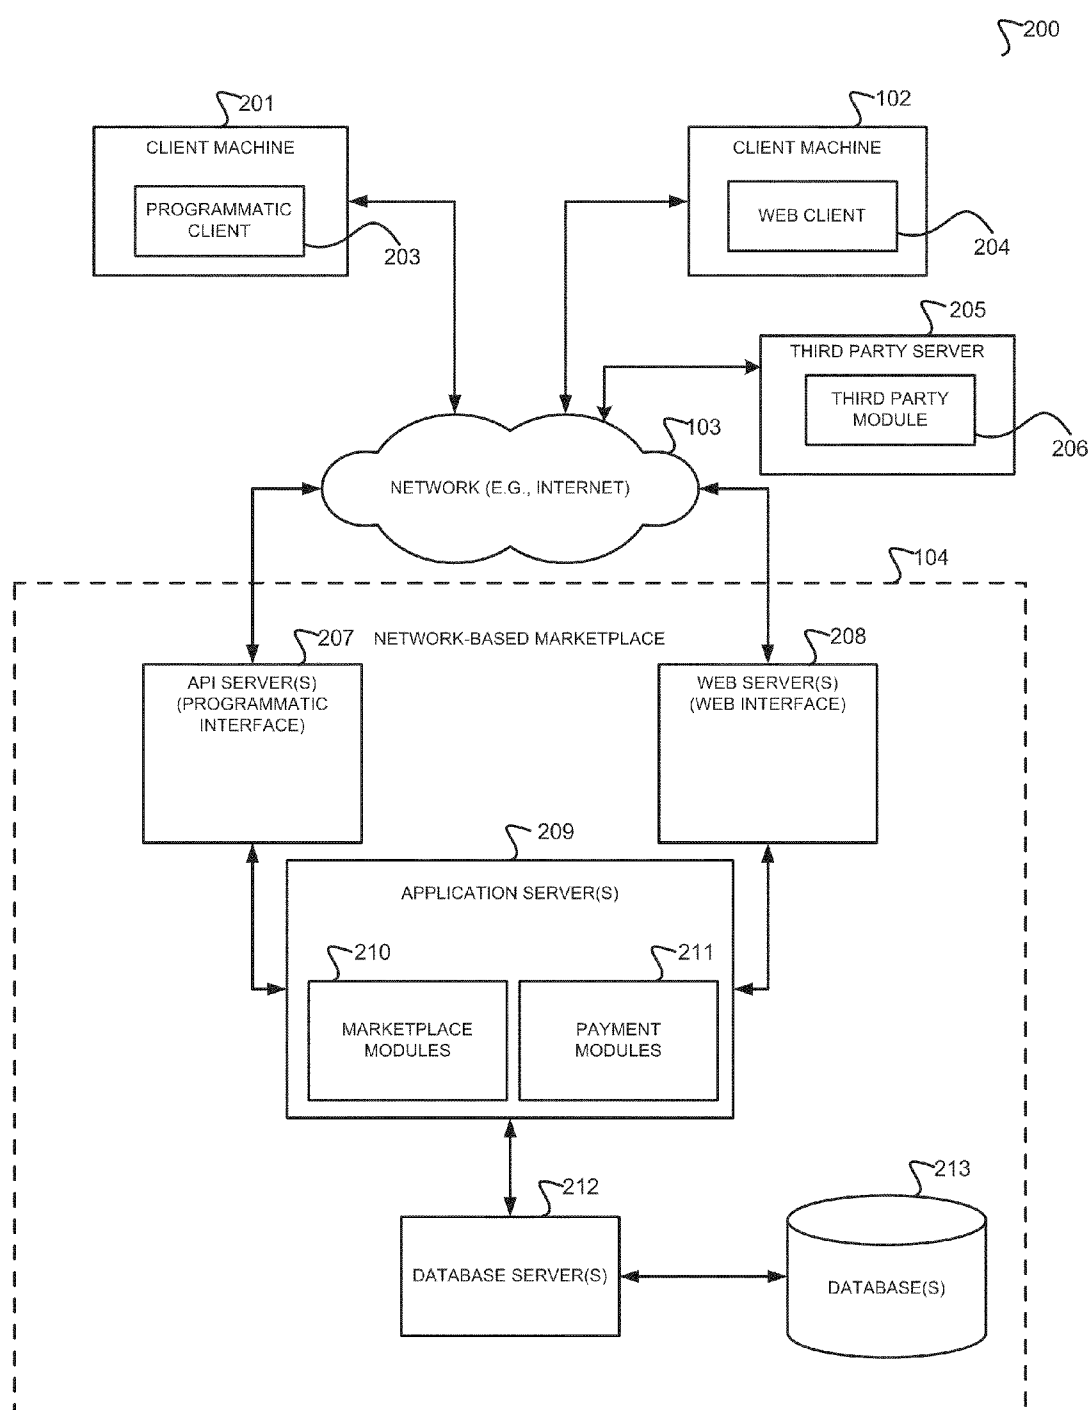 200
201
CLIENT MACHINE
PROGRAMMATIC
CLIENT
203
102
CLIENT MACHINE
WEB CLIENT
204
205
THIRD PARTY SERVER
THIRD PARTY
MODULE
206
103
NETWORK (E.G., INTERNET)
104
NETWORK-BASED MARKETPLACE
207
API SERVER(S)
(PROGRAMMATIC
INTERFACE)
208
WEB SERVER(S)
(WEB INTERFACE)
209
APPLICATION SERVER(S)
210
MARKETPLACE
MODULES
211
PAYMENT
MODULES
212
DATABASE SERVER(S)
213
DATABASE(S)